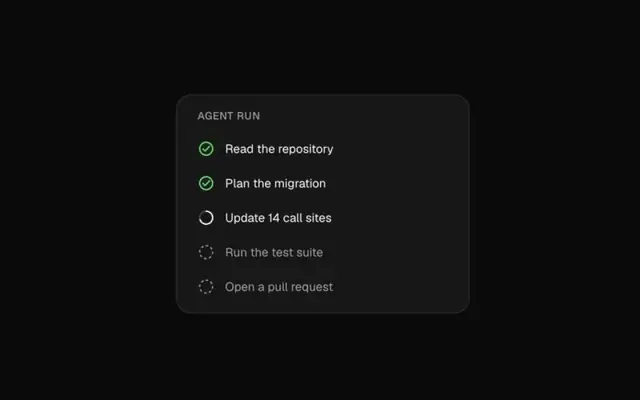 AGENT RUN
Read the repository
Plan the migration
Update 14 call sites
Run the test suite
Open a pull request